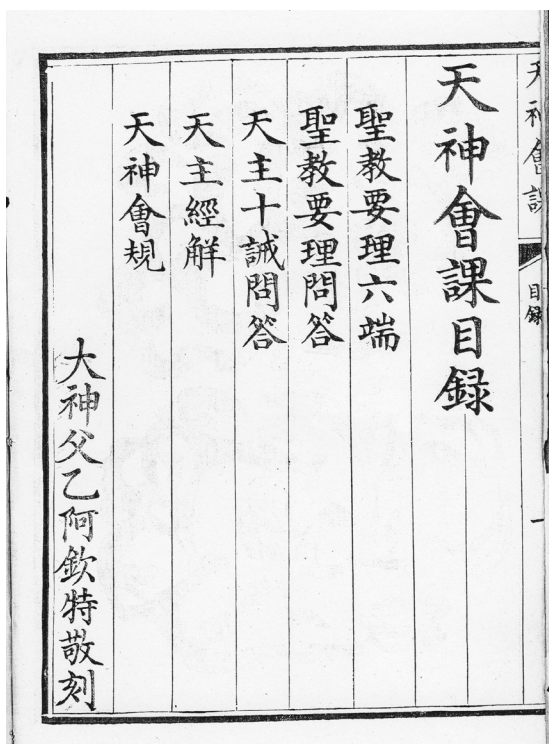 天神會課
目録
一
天神會課目録
聖教要理六端
聖教要理問答
天主十誡問答
天主經解
天神會規
大神父乙阿欽特敬刻